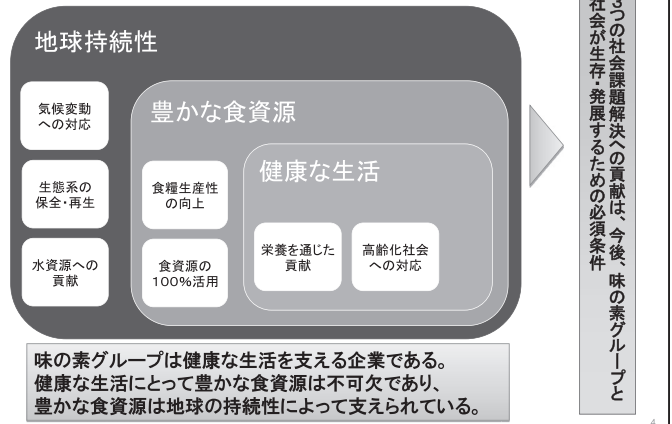 地球持続性
気候変動
への対応
生態系の
保全・再生
水資源への
貢献
豊かな食資源
食糧生産性
の向上
食資源の
100%活用
健康な生活
栄養を通じた
貢献
高齢化社会
への対応
味の素グループは健康な生活を支える企業である。
健康な生活にとって豊かな食資源は不可欠であり、
豊かな食資源は地球の持続性によって支えられている。
3つの社会課題解決への貢献は、今後、味の素グループと
社会が生存・発展するための必須条件
4